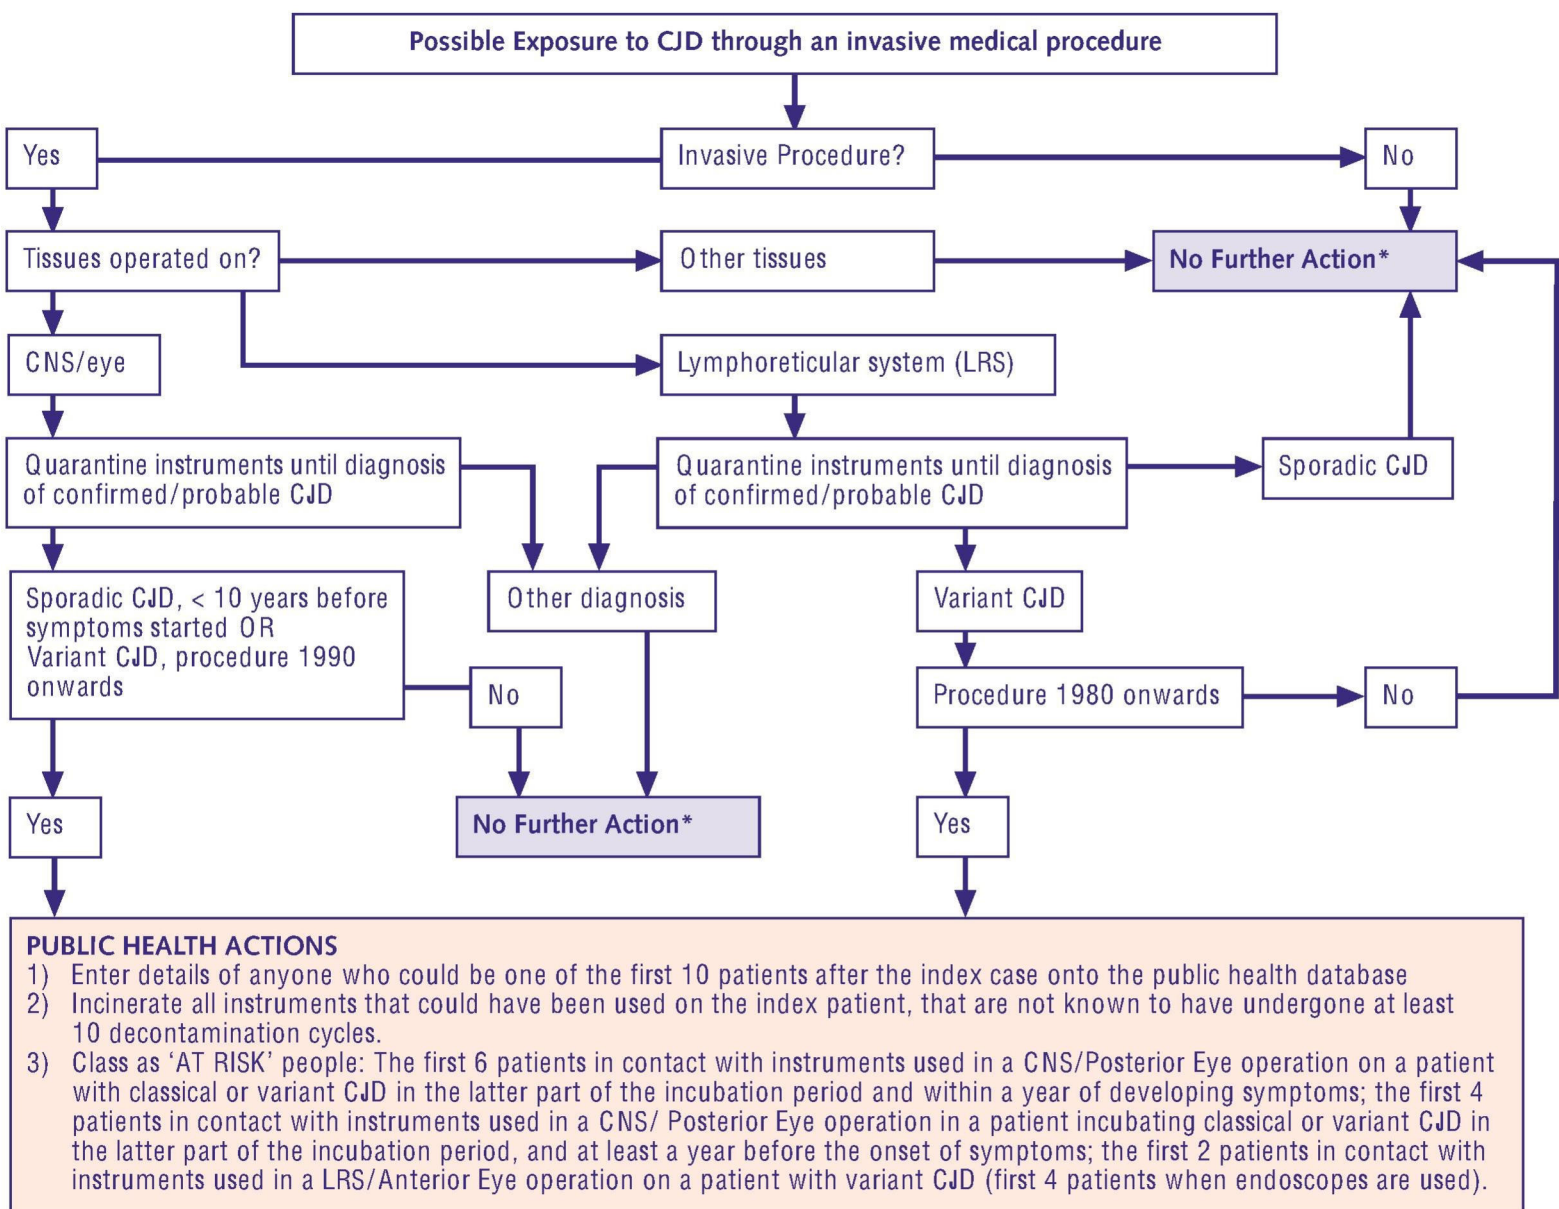 Possible Exposure to CJD through an invasive medical procedure
Yes
Invasive Procedure?
No
Tissues operated on?
Other tissues
No Further Action*
CNS/eye
Lymphoreticular system (LRS)
Quarantine instruments until diagnosis
of confirmed/probable CJD
Quarantine instruments until diagnosis
of confirmed/probable CJD
Sporadic CJD
Sporadic CJD, < 10 years before
symptoms started OR
Variant CJD, procedure 1990
onwards
Other diagnosis
Variant CJD
No
Procedure 1980 onwards
No
Yes
No Further Action*
Yes
PUBLIC HEALTH ACTIONS
1) Enter details of anyone who could be one of the first 10 patients after the index case onto the public health database
2) Incinerate all instruments that could have been used on the index patient, that are not known to have undergone at least
10 decontamination cycles.
3) Class as ‘AT RISK’ people: The first 6 patients in contact with instruments used in a CNS/Posterior Eye operation on a patient
with classical or variant CJD in the latter part of the incubation period and within a year of developing symptoms; the first 4
patients in contact with instruments used in a CNS/ Posterior Eye operation in a patient incubating classical or variant CJD in
the latter part of the incubation period, and at least a year before the onset of symptoms; the first 2 patients in contact with
instruments used in a LRS/Anterior Eye operation on a patient with variant CJD (first 4 patients when endoscopes are used).